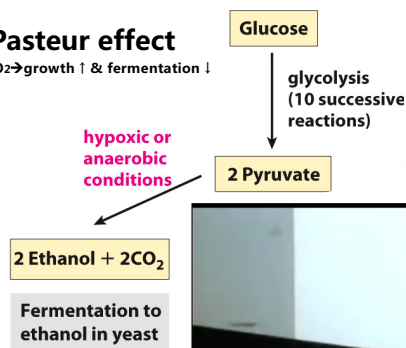 Pasteur effect
O2→growth ↑ & fermentation ↓
Glucose
glycolysis
(10 successive
reactions)
hypoxic or
anaerobic
conditions
2 Pyruvate
2 Ethanol + 2CO₂
Fermentation to
ethanol in yeast